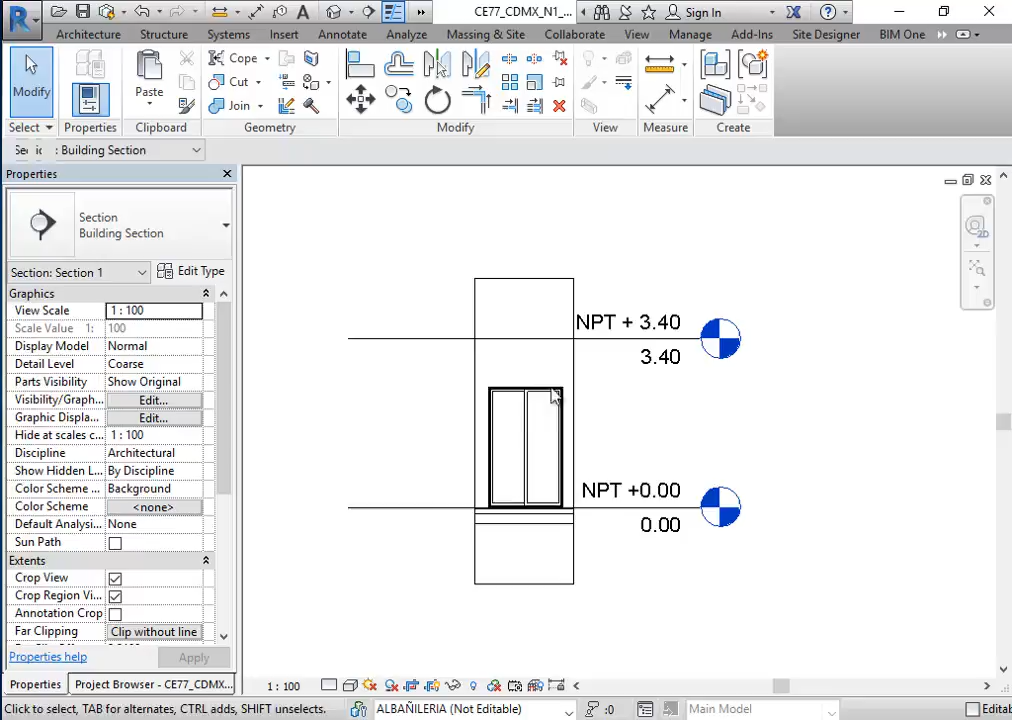 CE77_CDMX_N1_...
Sign In
Architecture Structure Systems Insert Annotate Analyze Massing & Site Collaborate View Manage Add-Ins Site Designer BIM One
Modify
Paste
Cope
Cut
Join
Select Properties Clipboard Geometry Modify View Measure Create
: Building Section
Properties
Section
Building Section
Section: Section 1
Edit Type
Graphics
View Scale 1 : 100
Scale Value 1: 100
Display Model Normal
Detail Level Coarse
Parts Visibility Show Original
Visibility/Graph... Edit...
Graphic Displa... Edit...
Hide at scales c... 1 : 100
Discipline Architectural
Show Hidden L... By Discipline
Color Scheme ... Background
Color Scheme <none>
Default Analysi... None
Sun Path
Extents
Crop View
Crop Region Vi...
Annotation Crop
Far Clipping Clip without line
Properties help
Apply
Properties
Project Browser - CE77_CDMX...
NPT + 3.40
3.40
NPT +0.00
0.00
2D
1 : 100
Click to select, TAB for alternates, CTRL adds, SHIFT unselects.
ALBAÑILERIA (Not Editable)
:0
Main Model
Editab